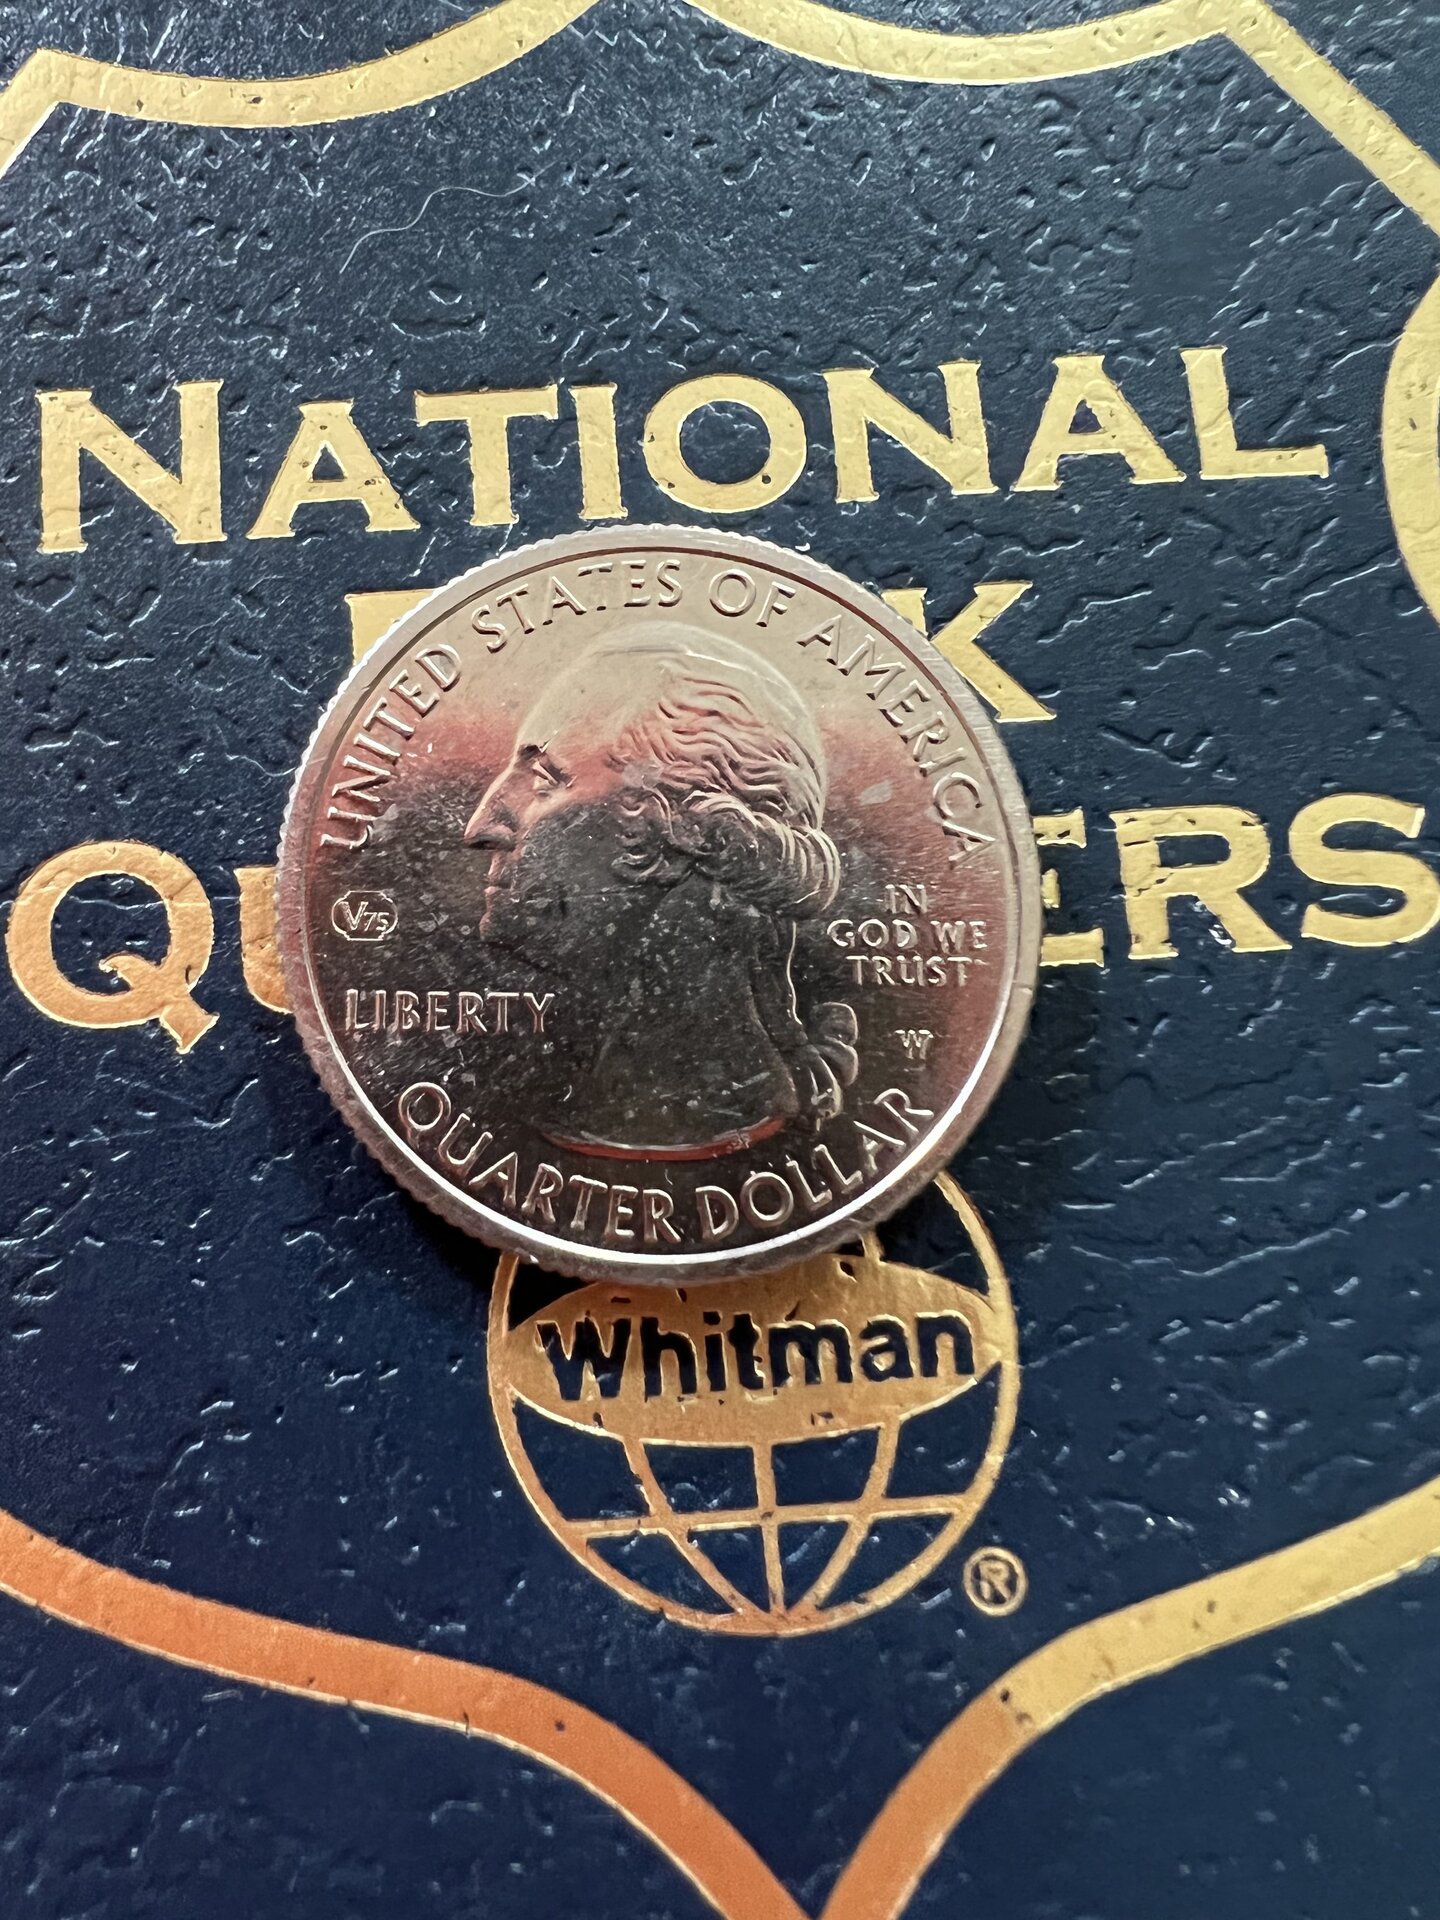 NATIONAL
K
QU ERS
UNITED STATES OF AMERICA
V75
LIBERTY
IN
GOD WE
TRUST
W
QUARTER DOLLAR
Whitman
®